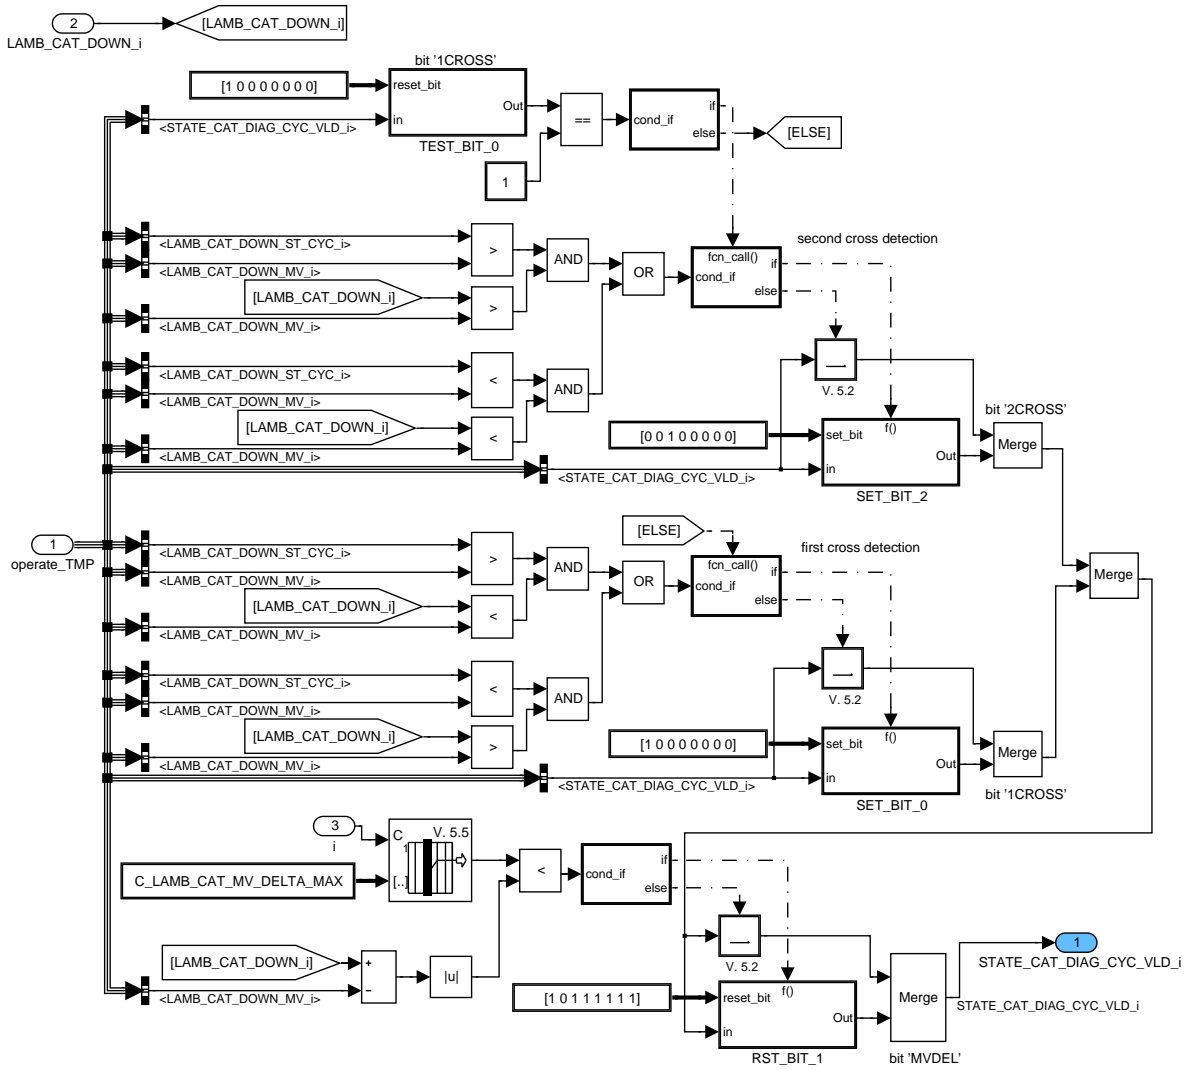 2
LAMB_CAT_DOWN_i
[LAMB_CAT_DOWN_i]
bit '1CROSS'
[1 0 0 0 0 0 0 0]
reset_bit
in
Out
TEST_BIT_0
<STATE_CAT_DIAG_CYC_VLD_i>
==
1
cond_if
if
else
[ELSE]
<LAMB_CAT_DOWN_ST_CYC_i>
<LAMB_CAT_DOWN_MV_i>
>
[LAMB_CAT_DOWN_i]
<LAMB_CAT_DOWN_MV_i>
>
AND
OR
fcn_call()
cond_if
if
else
second cross detection
<LAMB_CAT_DOWN_ST_CYC_i>
<LAMB_CAT_DOWN_MV_i>
<
[LAMB_CAT_DOWN_i]
<LAMB_CAT_DOWN_MV_i>
<
AND
V. 5.2
[0 0 1 0 0 0 0 0]
f()
set_bit
in
Out
SET_BIT_2
bit '2CROSS'
Merge
<STATE_CAT_DIAG_CYC_VLD_i>
1
operate_TMP
[ELSE]
first cross detection
<LAMB_CAT_DOWN_ST_CYC_i>
<LAMB_CAT_DOWN_MV_i>
>
[LAMB_CAT_DOWN_i]
<LAMB_CAT_DOWN_MV_i>
<
AND
OR
fcn_call()
cond_if
if
else
Merge
<LAMB_CAT_DOWN_ST_CYC_i>
<LAMB_CAT_DOWN_MV_i>
<
[LAMB_CAT_DOWN_i]
<LAMB_CAT_DOWN_MV_i>
>
AND
V. 5.2
[1 0 0 0 0 0 0 0]
f()
set_bit
in
Out
SET_BIT_0
Merge
bit '1CROSS'
<STATE_CAT_DIAG_CYC_VLD_i>
3
i
C_LAMB_CAT_MV_DELTA_MAX
C
1
V. 5.5
[..]
<
cond_if
if
else
[LAMB_CAT_DOWN_i]
<LAMB_CAT_DOWN_MV_i>
+
−
|u|
V. 5.2
[1 0 1 1 1 1 1 1]
f()
reset_bit
in
Out
RST_BIT_1
Merge
bit 'MVDEL'
1
STATE_CAT_DIAG_CYC_VLD_i
STATE_CAT_DIAG_CYC_VLD_i